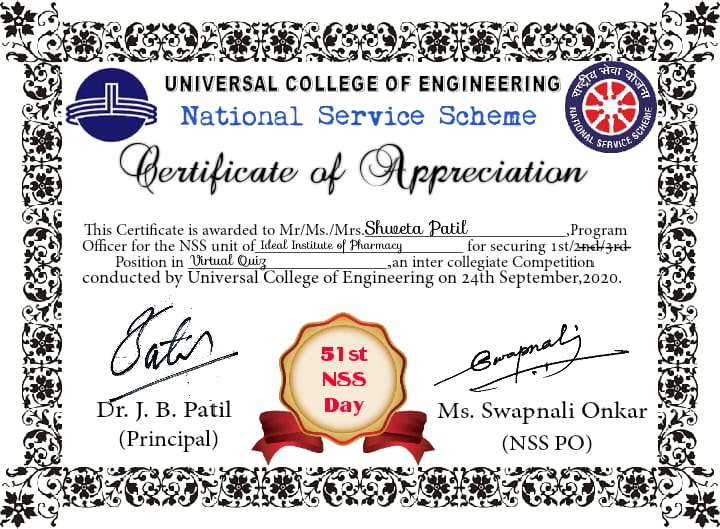 UNIVERSAL COLLEGE OF ENGINEERING
National Service Scheme
राष्ट्रीय सेवा योजना
NATIONAL SERVICE SCHEME
Certificate of Appreciation
This Certificate is awarded to Mr/Ms./Mrs.Shweta Patil,Program
Officer for the NSS unit of Ideal Institute of Pharmacy for securing 1st/2nd/3rd
Position in Virtual Quiz,an inter collegiate Competition
conducted by Universal College of Engineering on 24th September,2020.
Patil
Swapnali
51st
NSS
Day
Dr. J. B. Patil
(Principal)
Ms. Swapnali Onkar
(NSS PO)